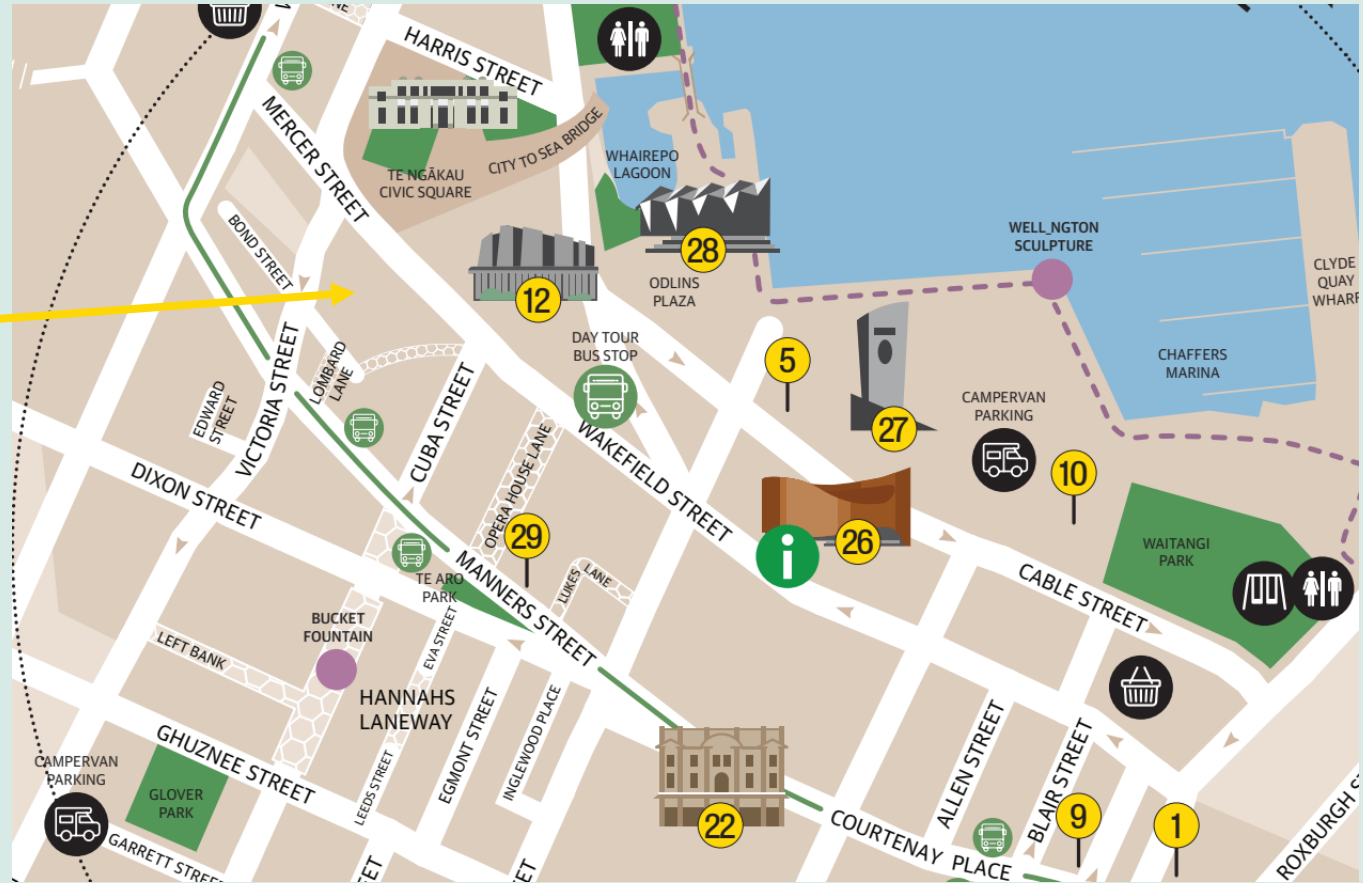 HARRIS STREET
MERCER STREET
TE NGĀKAU
CIVIC SQUARE
CITY TO SEA BRIDGE
WHAIREPO
LAGOON
28
ODLINS
PLAZA
12
WELL_NGTON
SCULPTURE
CLYDE
QUAY
WHARF
CHAFFERS
MARINA
BOND STREET
VICTORIA STREET
LOMBARD
LANE
EDWARD
STREET
DAY TOUR
BUS STOP
5
27
CAMPERVAN
PARKING
10
CUBA STREET
OPERA HOUSE LANE
WAKEFIELD STREET
DIXON STREET
29
26
i
WAITANGI
PARK
CABLE STREET
MANNERS STREET
LUKES
LANE
TE ARO
PARK
BUCKET
FOUNTAIN
LEFT BANK
EVA STREET
HANNAHS
LANEWAY
EGMONT STREET
INGLEWOOD PLACE
LEEDS STREET
GHUZNEE STREET
CAMPERVAN
PARKING
GLOVER
PARK
GARRETT STREET
22
COURTENAY PLACE
ALLEN STREET
BLAIR STREET
9
1
ROXBURGH S
ET
ET